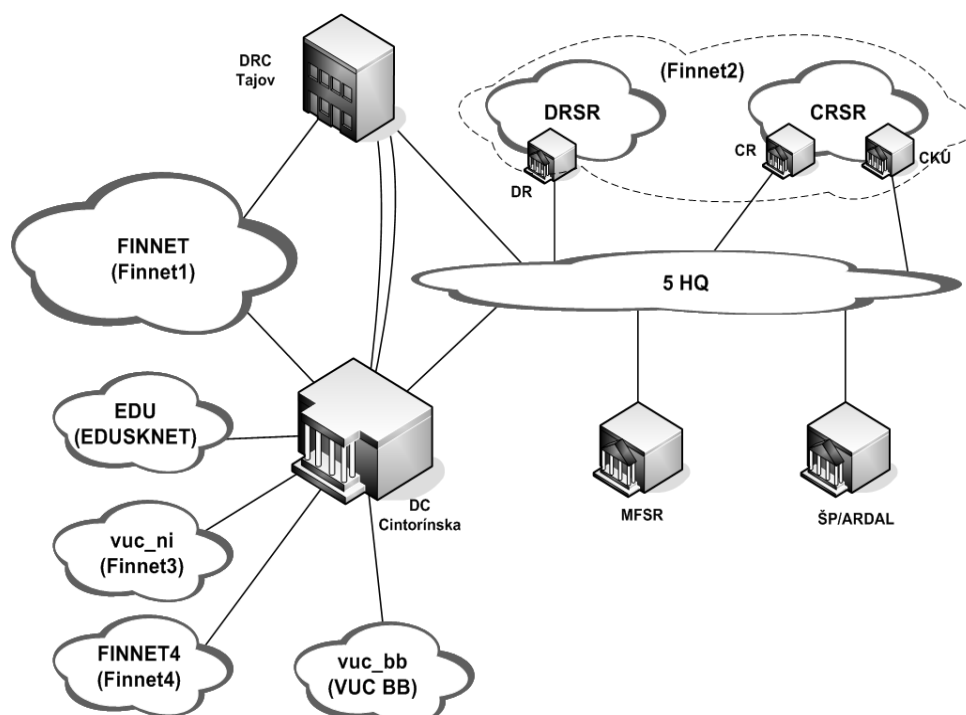 DRC
Tajov
(Finnet2)
DRSR
CRSR
DR
CR
CKÚ
FINNET
(Finnet1)
5 HQ
EDU
(EDUSKNET)
DC
Cintorínska
MFSR
ŠP/ARDAL
vuc_ni
(Finnet3)
FINNET4
(Finnet4)
vuc_bb
(VUC BB)